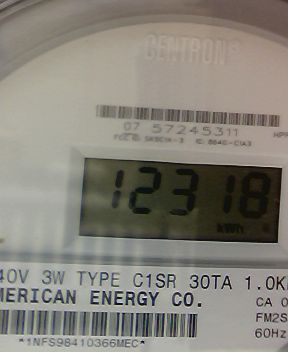 CENTRON®
07 57245311
12318
kWh
40V 3W TYPE C1SR 30TA 1.0K
MERICAN ENERGY CO.
CA 0
FM2S
60Hz
*1NFS98410366MEC*